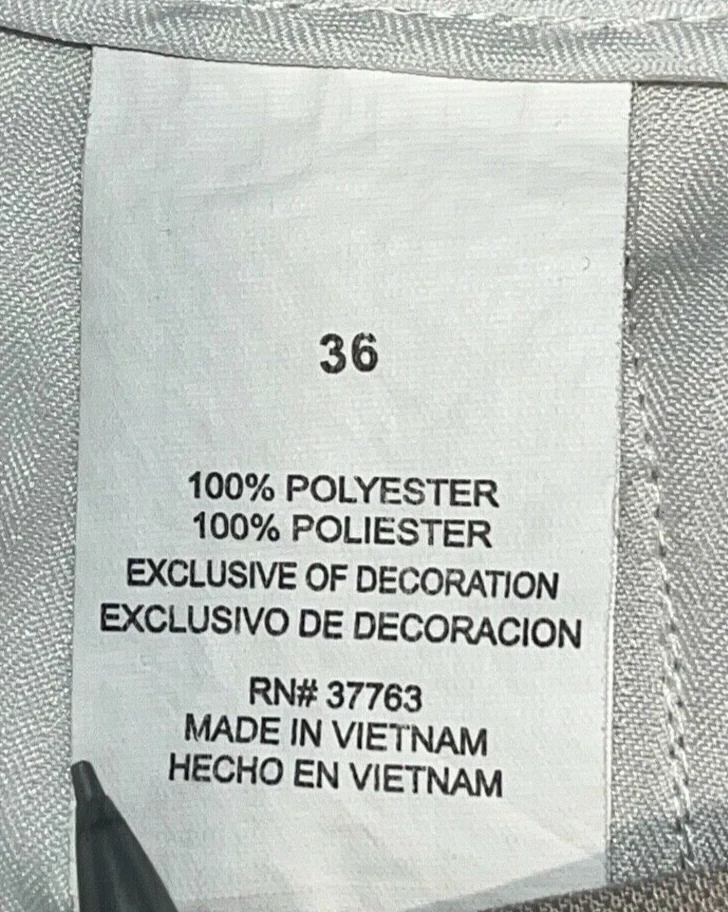 36
100% POLYESTER
100% POLIESTER
EXCLUSIVE OF DECORATION
EXCLUSIVO DE DECORACION
RN# 37763
MADE IN VIETNAM
HECHO EN VIETNAM